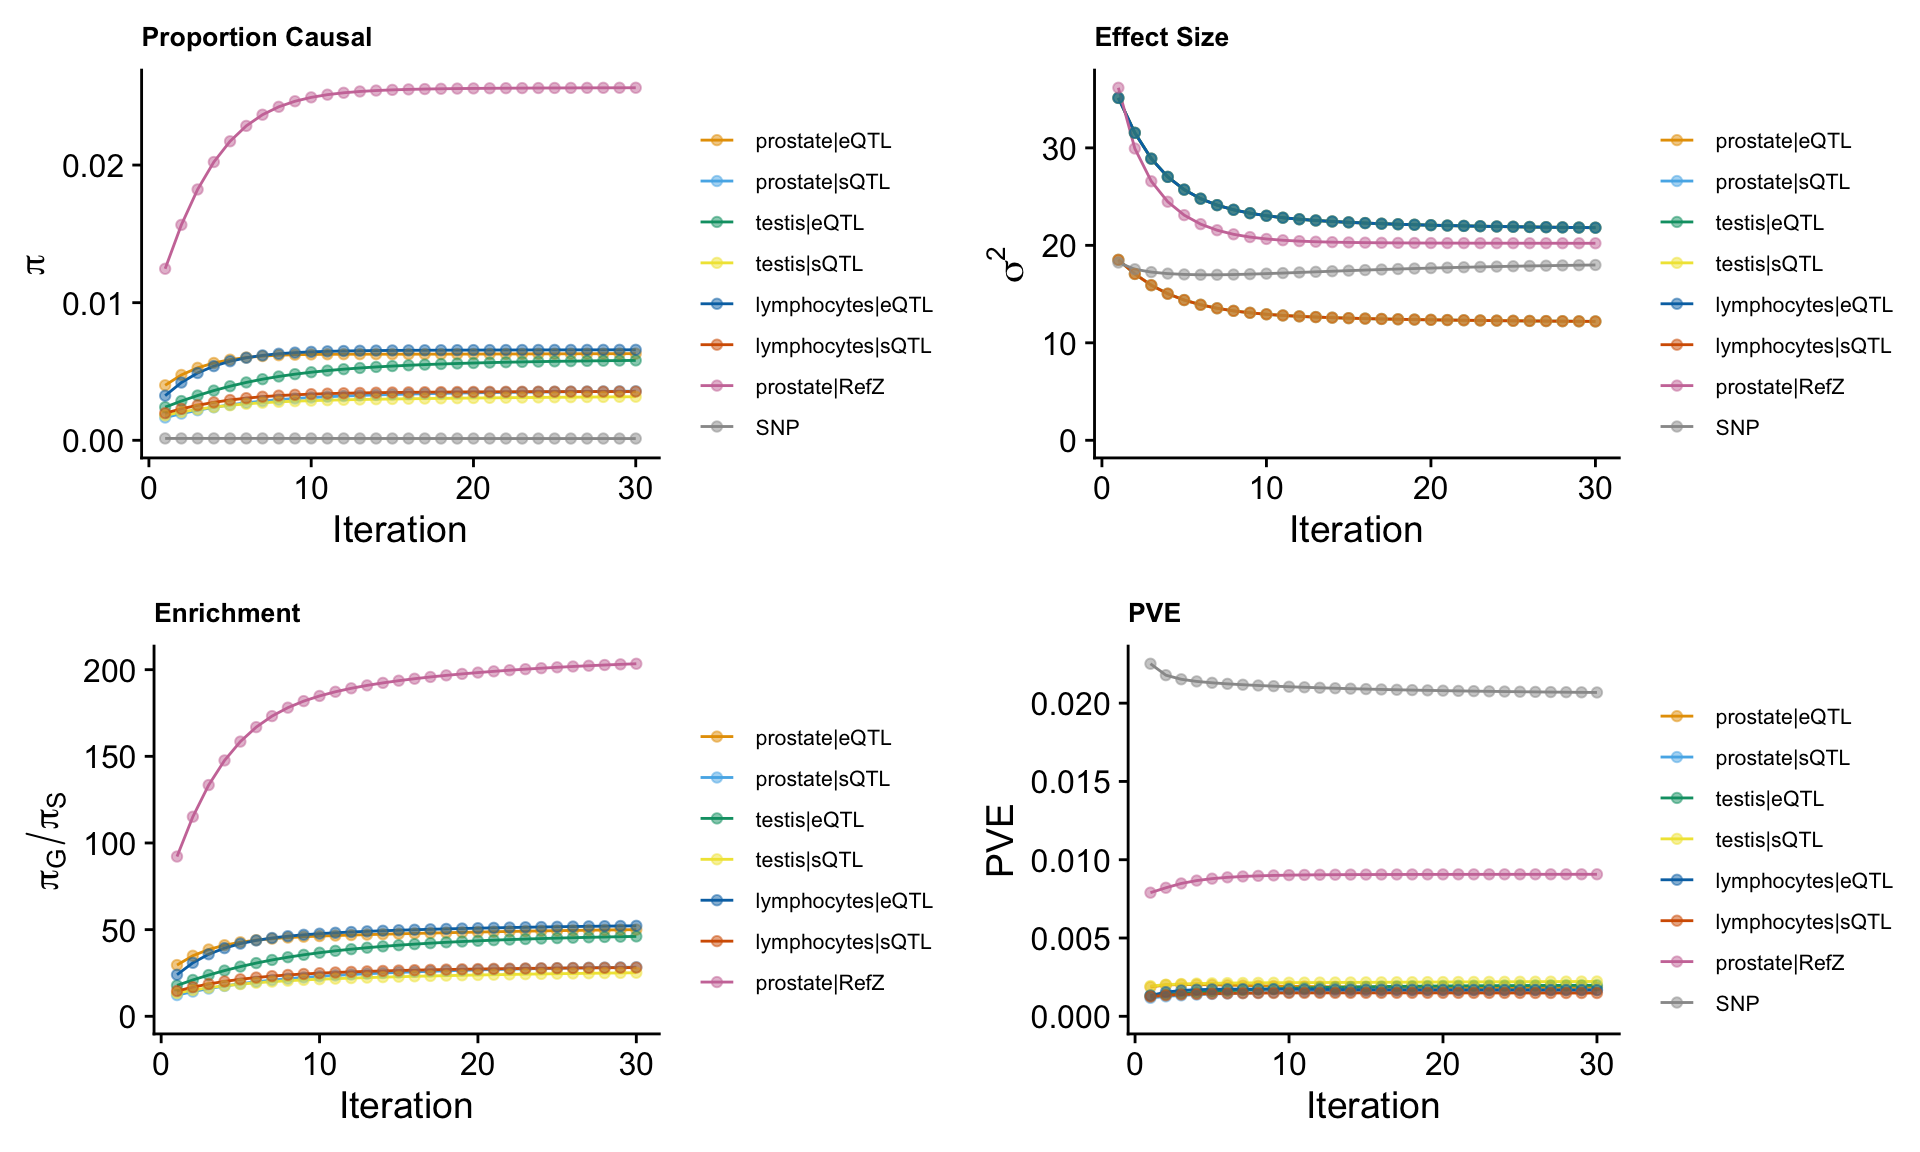 Proportion Causal
π
0.02
0.01
0.00
0 10 20 30
Iteration
prostate|eQTL
prostate|sQTL
testis|eQTL
testis|sQTL
lymphocytes|eQTL
lymphocytes|sQTL
prostate|RefZ
SNP
Effect Size
σ²
30
20
10
0
0 10 20 30
Iteration
prostate|eQTL
prostate|sQTL
testis|eQTL
testis|sQTL
lymphocytes|eQTL
lymphocytes|sQTL
prostate|RefZ
SNP
Enrichment
πG/πS
200
150
100
50
0
0 10 20 30
Iteration
prostate|eQTL
prostate|sQTL
testis|eQTL
testis|sQTL
lymphocytes|eQTL
lymphocytes|sQTL
prostate|RefZ
PVE
PVE
0.020
0.015
0.010
0.005
0.000
0 10 20 30
Iteration
prostate|eQTL
prostate|sQTL
testis|eQTL
testis|sQTL
lymphocytes|eQTL
lymphocytes|sQTL
prostate|RefZ
SNP